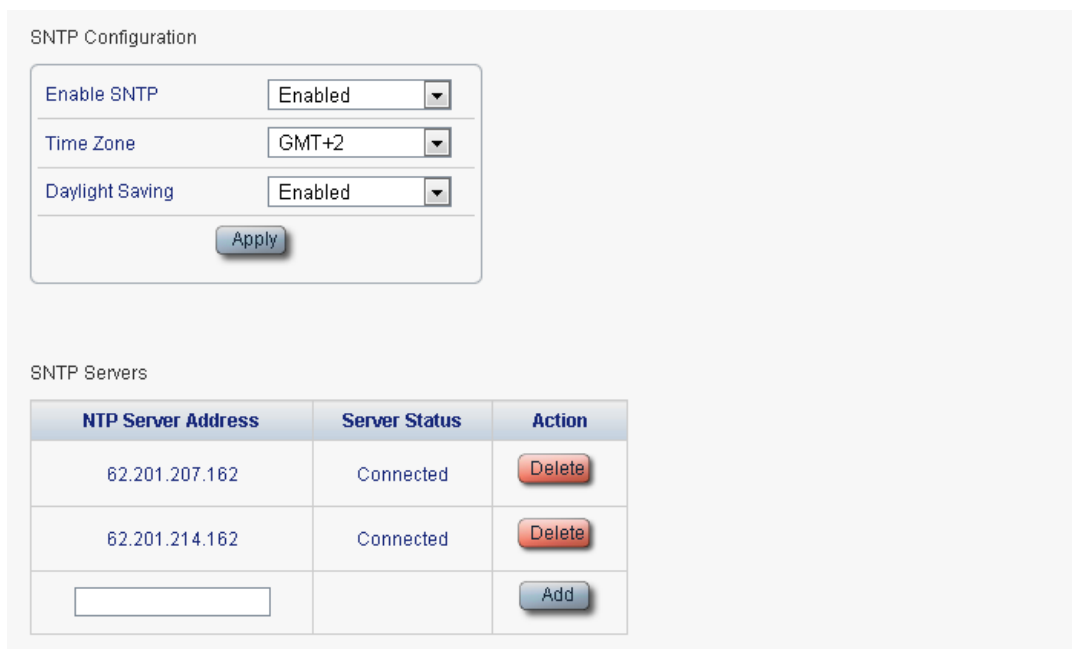 SNTP Configuration
Enable SNTP Enabled
Time Zone GMT+2
Daylight Saving Enabled
Apply
SNTP Servers
NTP Server Address Server Status Action
62.201.207.162 Connected Delete
62.201.214.162 Connected Delete
Add